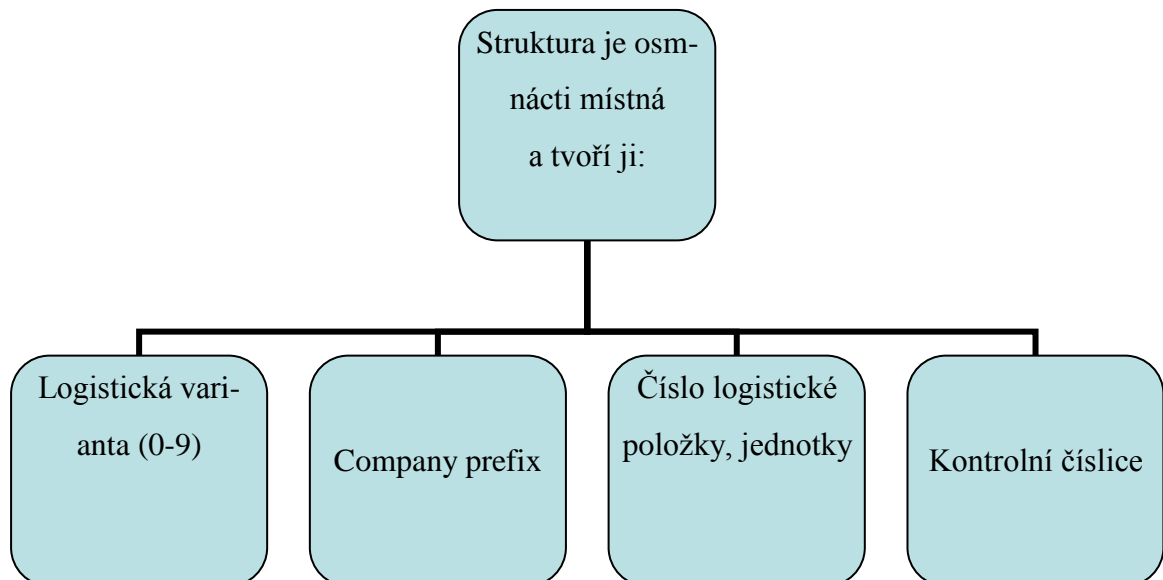 Struktura je osm-
nácti místná
a tvoří ji:
Logistická vari-
anta (0-9)
Company prefix
Číslo logistické
položky, jednotky
Kontrolní číslice